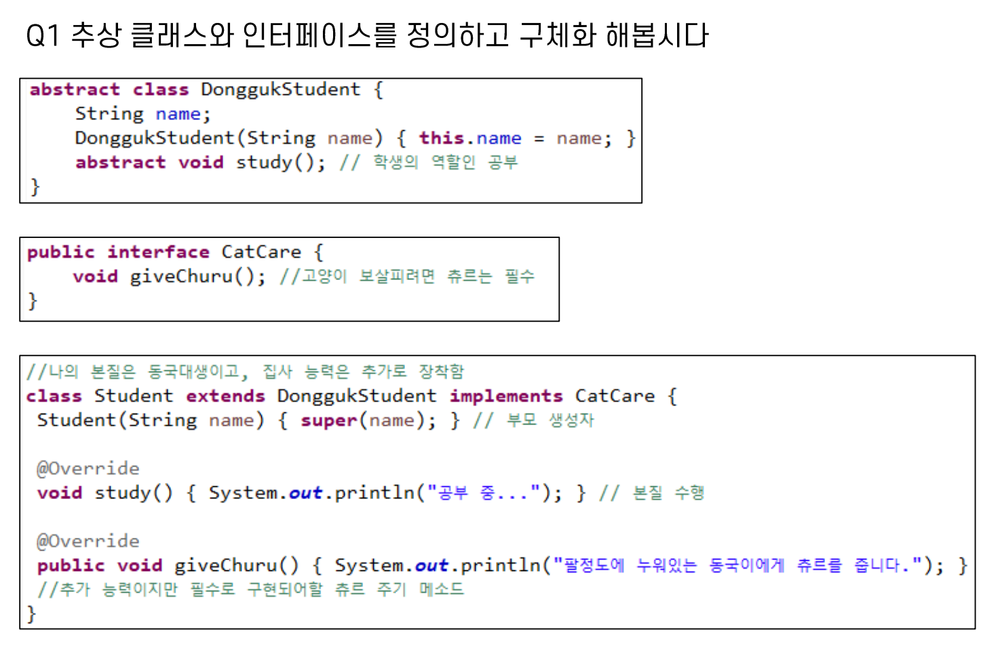 Q1 추상 클래스와 인터페이스를 정의하고 구체화 해봅시다
abstract class DonggukStudent {
    String name;
    DonggukStudent(String name) { this.name = name; }
    abstract void study(); // 학생의 역할인 공부
}
public interface CatCare {
    void giveChuru(); //고양이 보살피려면 츄르는 필수
}
//나의 본질은 동국대생이고, 집사 능력은 추가로 장착함
class Student extends DonggukStudent implements CatCare {
 Student(String name) { super(name); } // 부모 생성자
 @Override
 void study() { System.out.println("공부 중..."); } // 본질 수행
 @Override
 public void giveChuru() { System.out.println("팔정도에 누워있는 동국이에게 츄르를 줍니다."); }
 //추가 능력이지만 필수로 구현되어할 츄르 주기 메소드
}